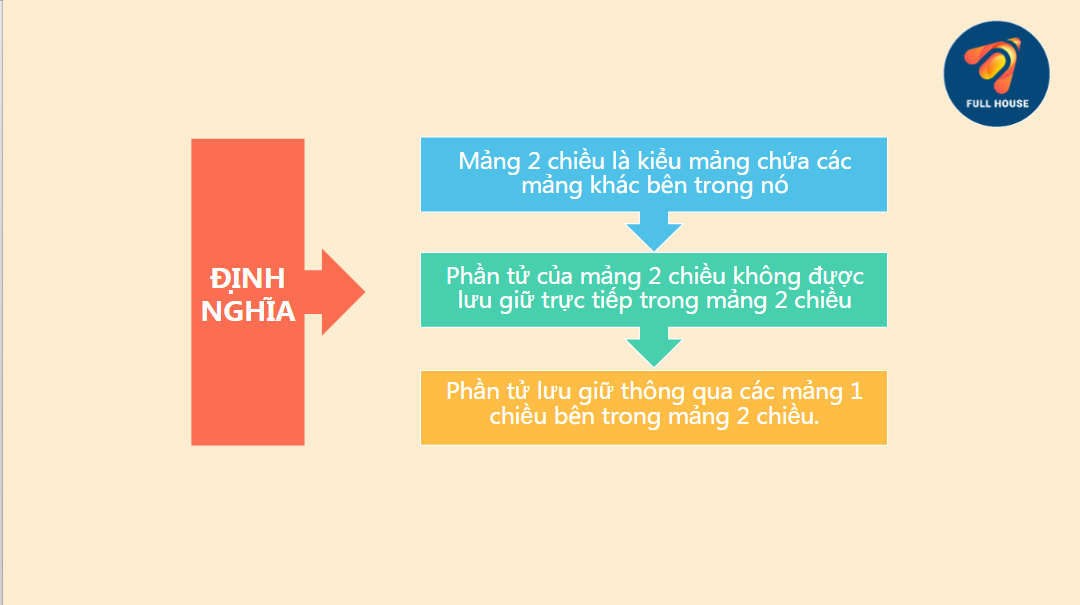 FULL HOUSE
ĐỊNH
NGHĨA
Mảng 2 chiều là kiểu mảng chứa các
mảng khác bên trong nó
Phần tử của mảng 2 chiều không được
lưu giữ trực tiếp trong mảng 2 chiều
Phần tử lưu giữ thông qua các mảng 1
chiều bên trong mảng 2 chiều.